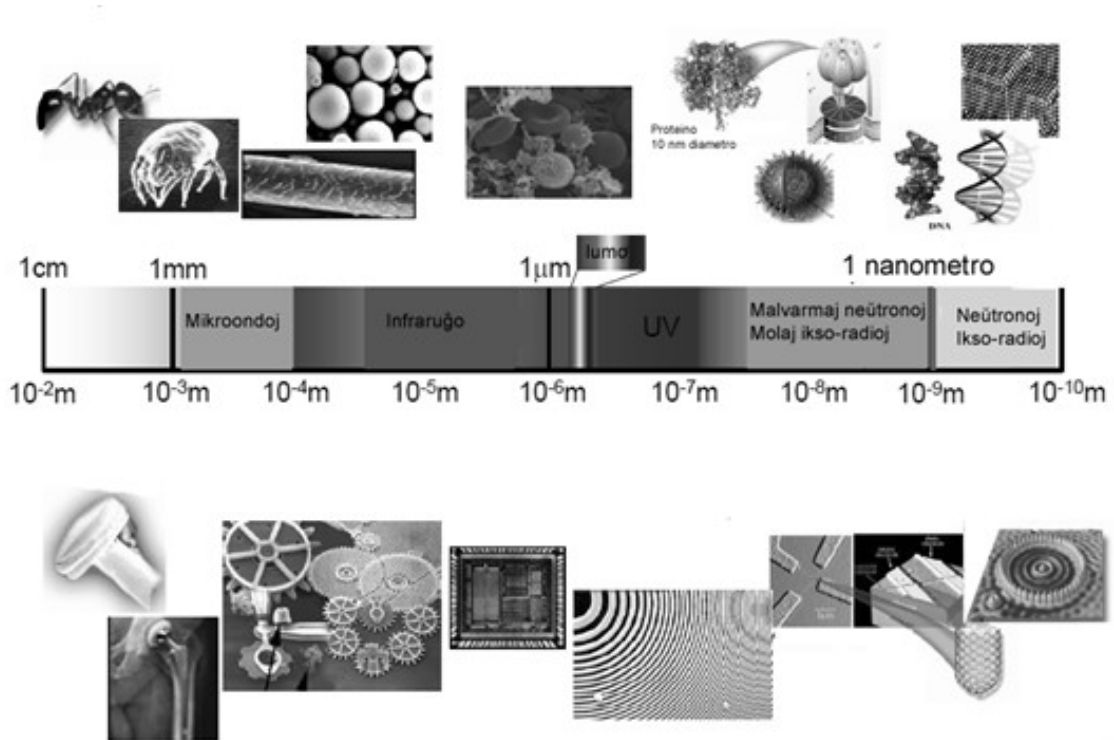 Proteino
10 nm diametro
DNA
lumo
1cm
1mm
1μm
1 nanometro
Mikroondoj
Infraruĝo
UV
Malvarmaj neŭtronoj
Molaj ikso-radioj
Neŭtronoj
Ikso-radioj
10-2m
10-3m
10-4m
10-5m
10-6m
10-7m
10-8m
10-9m
10-10m